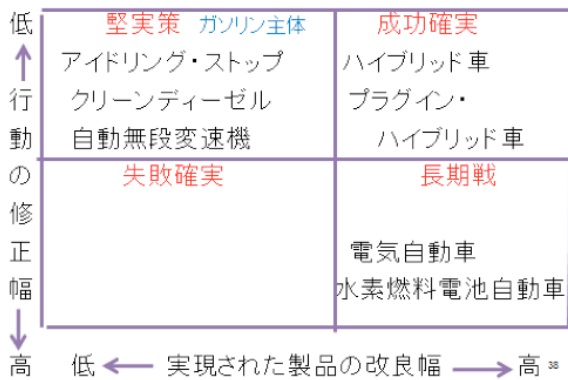 低
↑
行
動
の
修
正
幅
↓
高
堅実策 ガソリン主体
アイドリング・ストップ
クリーンディーゼル
自動無段変速機
成功確実
ハイブリッド車
プラグイン・
ハイブリッド車
失敗確実
長期戦
電気自動車
水素燃料電池自動車
低 ← 実現された製品の改良幅 → 高 38